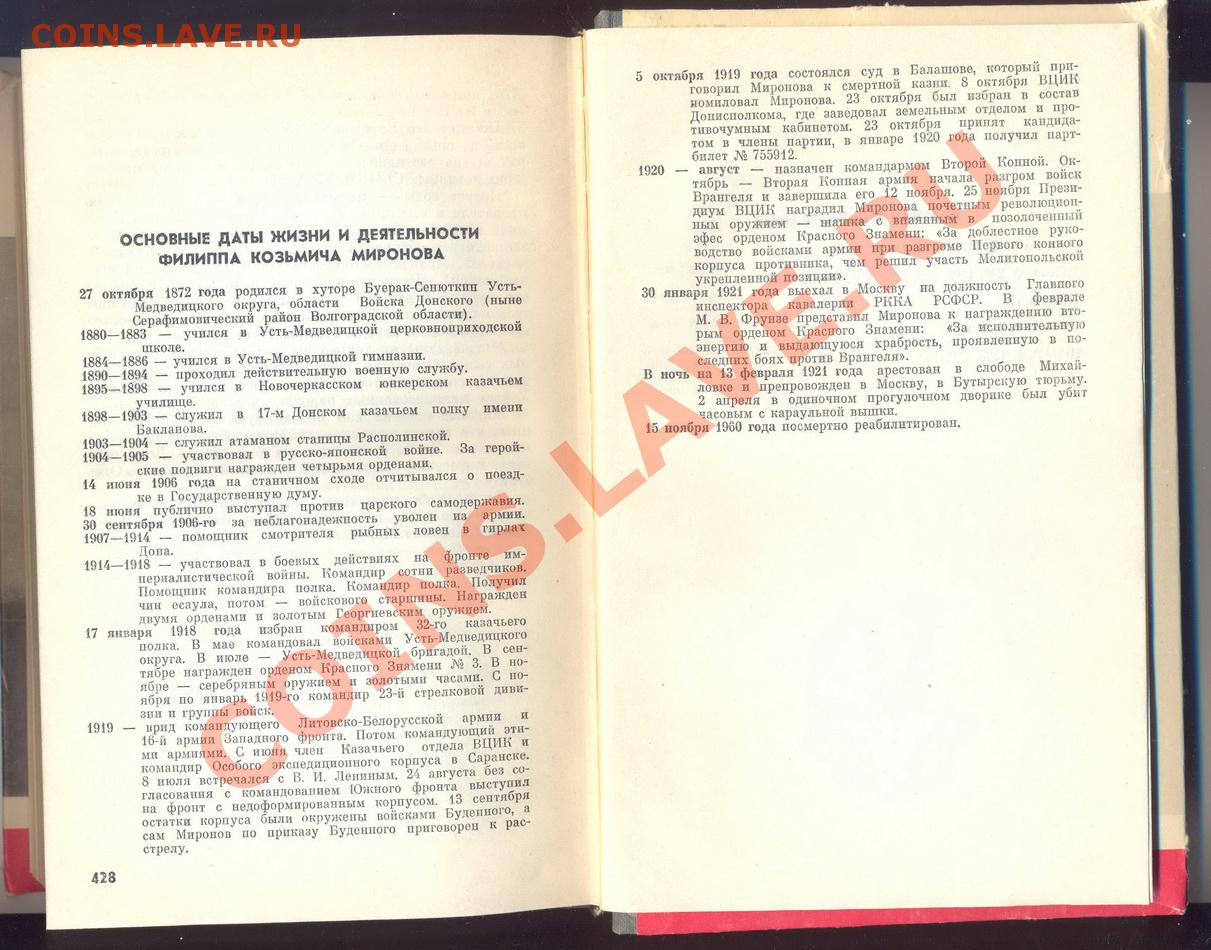 COINS.LAVE.RU
ОСНОВНЫЕ ДАТЫ ЖИЗНИ И ДЕЯТЕЛЬНОСТИ
ФИЛИППА КОЗЬМИЧА МИРОНОВА
27 октября 1872 года родился в хуторе Буерак-Сенюткин Усть-
Медведицкого округа, области Войска Донского (ныне
Серафимовический район Волгоградской области).
1880—1883 — учился в Усть-Медведицкой церковноприходской
школе.
1884—1886 — учился в Усть-Медведицкой гимназии.
1890—1894 — проходил действительную военную службу.
1895—1898 — учился в Новочеркасском юнкерском казачьем
училище.
1898—1903 — служил в 17-м Донском казачьем полку имени
Бакланова.
1903—1904 — служил атаманом станицы Располинской.
1904—1905 — участвовал в русско-японской войне. За герой-
ские подвиги награжден четырьмя орденами.
14 июня 1906 года на станичном сходе отчитывался о поезд-
ке в Государственную думу.
18 июня публично выступал против царского самодержавия.
30 сентября 1906-го за неблагонадежность уволен из армии.
1907—1914 — помощник смотрителя рыбных ловен в гирлах
Дона.
1914—1918 — участвовал в боевых действиях на фронте им-
периалистической войны. Командир сотни разведчиков.
Помощник командира полка. Командир полка. Получил
чин есаула, потом — войскового старшины. Награжден
двумя орденами и золотым Георгиевским оружием.
17 января 1918 года избран командиром 32-го казачьего
полка. В мае командовал войсками Усть-Медведицкого
округа. В июле — Усть-Медведицкой бригадой. В сен-
тябре награжден орденом Красного Знамени № 3. В но-
ябре — серебряным оружием и золотыми часами. С но-
ября по январь 1919-го командир 23-й стрелковой диви-
зии и группы войск.
1919 — врид командующего Литовско-Белорусской армии и
16-й армии Западного фронта. Потом командующий эти-
ми армиями. С июня член Казачьего отдела ВЦИК и
командир Особого экспедиционного корпуса в Саранске.
8 июля встречался с В. И. Лениным. 24 августа без со-
гласования с командованием Южного фронта выступил
на фронт с недоформированным корпусом. 13 сентября
остатки корпуса были окружены войсками Буденного, а
сам Миронов по приказу Буденного приговорен к рас-
стрелу.
428
5 октября 1919 года состоялся суд в Балашове, который при-
говорил Миронова к смертной казни. 8 октября ВЦИК
помиловал Миронова. 23 октября был избран в состав
Донисполкома, где заведовал земельным отделом и про-
тивочумным кабинетом. 23 октября принят кандида-
том в члены партии, в январе 1920 года получил парт-
билет № 755912.
1920 — август — назначен командармом Второй Конной. Ок-
тябрь — Вторая Конная армия начала разгром войск
Врангеля и завершила его 12 ноября. 25 ноября Прези-
диум ВЦИК наградил Миронова почетным революцион-
ным оружием — шашка с впаянным в позолоченный
эфес орденом Красного Знамени: «За доблестное руко-
водство войсками армии при разгроме Первого конного
корпуса противника, чем решил участь Мелитопольской
укрепленной позиции».
30 января 1921 года выехал в Москву на должность Главного
инспектора кавалерии РККА РСФСР. В феврале
М. В. Фрунзе представил Миронова к награждению вто-
рым орденом Красного Знамени: «За исполнительную
энергию и выдающуюся храбрость, проявленную в по-
следних боях против Врангеля».
В ночь на 13 февраля 1921 года арестован в слободе Михай-
ловке и препровожден в Москву, в Бутырскую тюрьму.
2 апреля в одиночном прогулочном дворике был убит
часовым с караульной вышки.
15 ноября 1960 года посмертно реабилитирован.
COINS.LAVE.RU